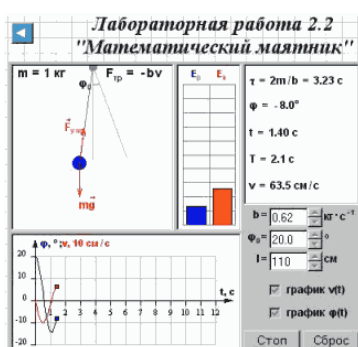 Лабораторная работа 2.2
"Математический маятник"
m = 1 кг
Fтр = -bv
φ0
Fупр
mg
Ep Eк
τ = 2m/b = 3.23 с
φ = - 8.0°
t = 1.40 с
T = 2.1 с
v = 63.5 см/с
b = 0.62 кг·с⁻¹
φ0 = 20.0 °
l = 110 см
график v(t)
график φ(t)
Стоп Сброс
φ, °; v, 10 см/с
20
10
0
-10
-20
1 2 3 4 5 6 7 8 9 10 11 12
t, с